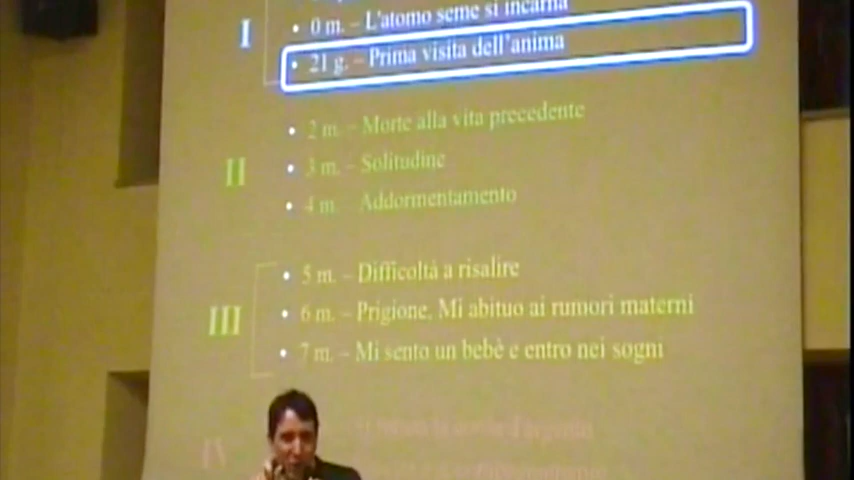 I
• 0 m. – L'atomo seme si incarna
• 21 g. – Prima visita dell'anima
II
• 2 m. – Morte alla vita precedente
• 3 m. – Solitudine
• 4 m. Addormentamento
III
• 5 m. – Difficoltà a risalire
• 6 m. – Prigione. Mi abituo ai rumori materni
• 7 m. – Mi sento un bebè e entro nei sogni
IV